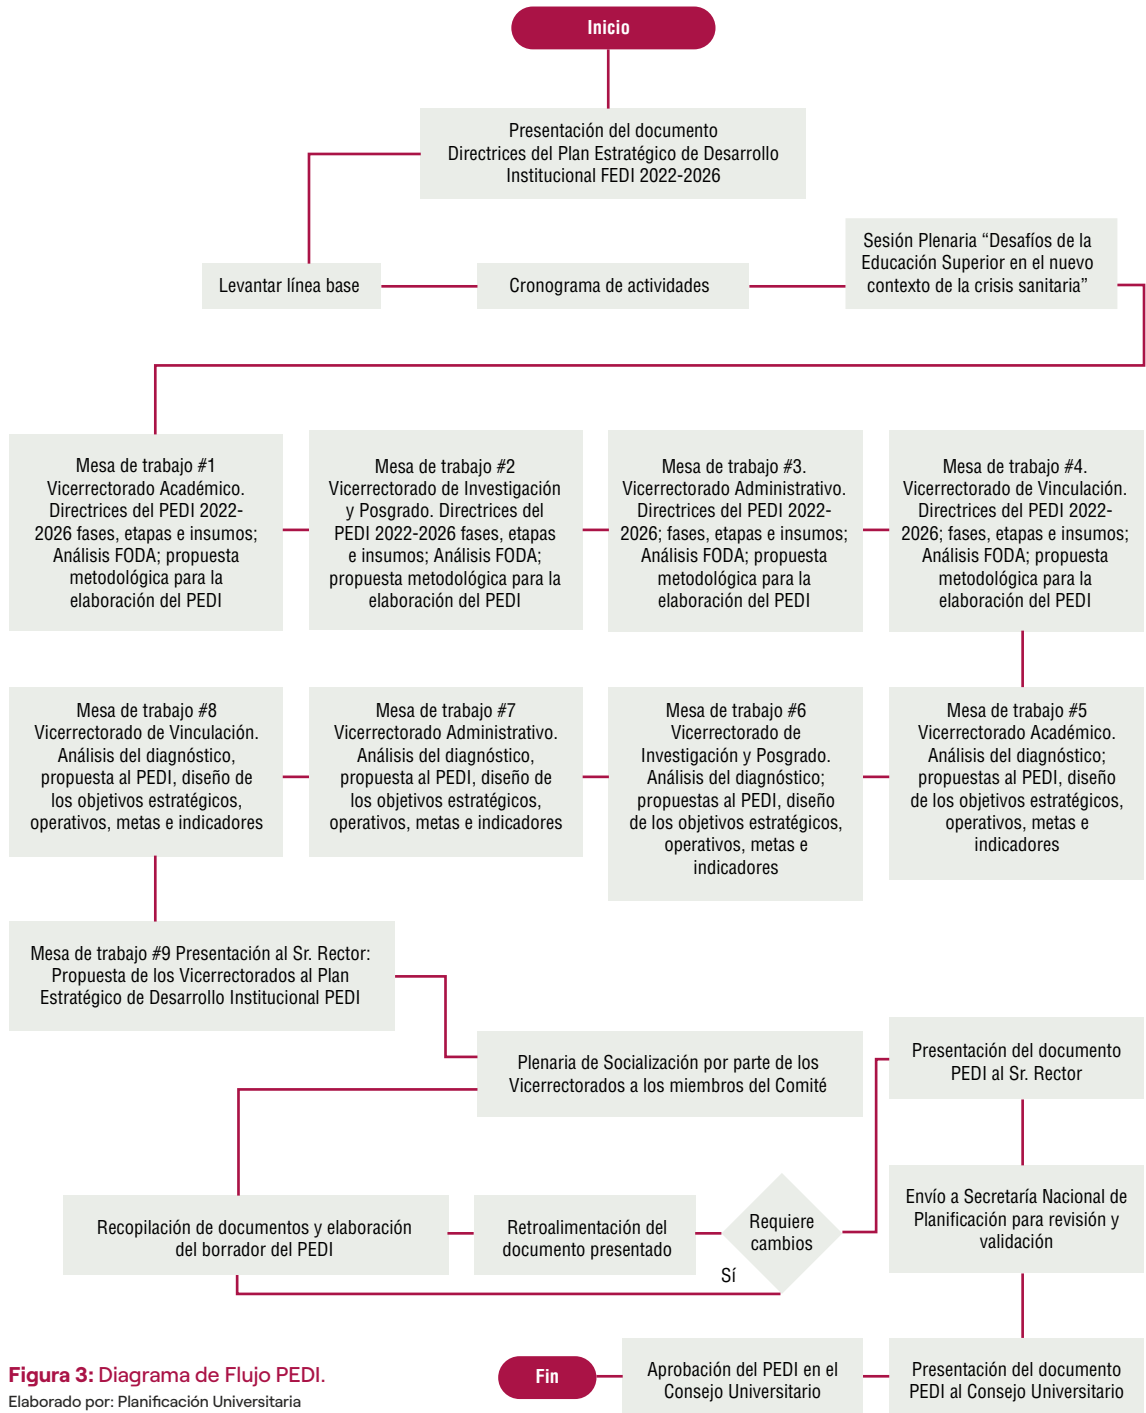 Inicio
Presentación del documento
Directrices del Plan Estratégico de Desarrollo
Institucional FEDI 2022-2026
Levantar línea base
Cronograma de actividades
Sesión Plenaria “Desafíos de la
Educación Superior en el nuevo
contexto de la crisis sanitaria”
Mesa de trabajo #1
Vicerrectorado Académico.
Directrices del PEDI 2022-
2026 fases, etapas e insumos;
Análisis FODA; propuesta
metodológica para la
elaboración del PEDI
Mesa de trabajo #2
Vicerrectorado de Investigación
y Posgrado. Directrices del
PEDI 2022-2026 fases, etapas
e insumos; Análisis FODA;
propuesta metodológica para la
elaboración del PEDI
Mesa de trabajo #3.
Vicerrectorado Administrativo.
Directrices del PEDI 2022-
2026; fases, etapas e insumos;
Análisis FODA; propuesta
metodológica para la
elaboración del PEDI
Mesa de trabajo #4.
Vicerrectorado de Vinculación.
Directrices del PEDI 2022-
2026; fases, etapas e insumos;
Análisis FODA; propuesta
metodológica para la
elaboración del PEDI
Mesa de trabajo #5
Vicerrectorado Académico.
Análisis del diagnóstico;
propuestas al PEDI, diseño
de los objetivos estratégicos,
operativos, metas e
indicadores
Mesa de trabajo #6
Vicerrectorado de
Investigación y Posgrado.
Análisis del diagnóstico;
propuestas al PEDI, diseño
de los objetivos estratégicos,
operativos, metas e
indicadores
Mesa de trabajo #7
Vicerrectorado Administrativo.
Análisis del diagnóstico,
propuesta al PEDI, diseño de
los objetivos estratégicos,
operativos, metas e indicadores
Mesa de trabajo #8
Vicerrectorado de Vinculación.
Análisis del diagnóstico,
propuesta al PEDI, diseño de
los objetivos estratégicos,
operativos, metas e indicadores
Mesa de trabajo #9 Presentación al Sr. Rector:
Propuesta de los Vicerrectorados al Plan
Estratégico de Desarrollo Institucional PEDI
Plenaria de Socialización por parte de los
Vicerrectorados a los miembros del Comité
Recopilación de documentos y elaboración
del borrador del PEDI
Retroalimentación del
documento presentado
Requiere
cambios
Sí
Presentación del documento
PEDI al Sr. Rector
Envío a Secretaría Nacional de
Planificación para revisión y
validación
Presentación del documento
PEDI al Consejo Universitario
Aprobación del PEDI en el
Consejo Universitario
Fin
Figura 3: Diagrama de Flujo PEDI.
Elaborado por: Planificación Universitaria